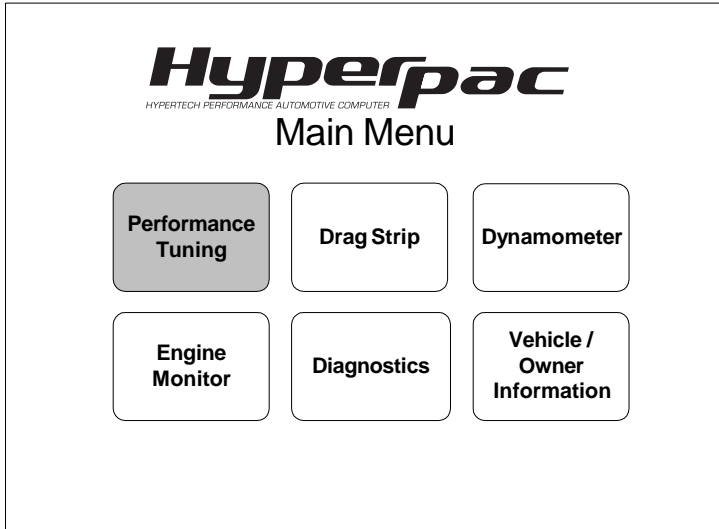 Hyperpac
HYPERTECH PERFORMANCE AUTOMOTIVE COMPUTER
Main Menu
Performance
Tuning
Drag Strip
Dynamometer
Engine
Monitor
Diagnostics
Vehicle /
Owner
Information